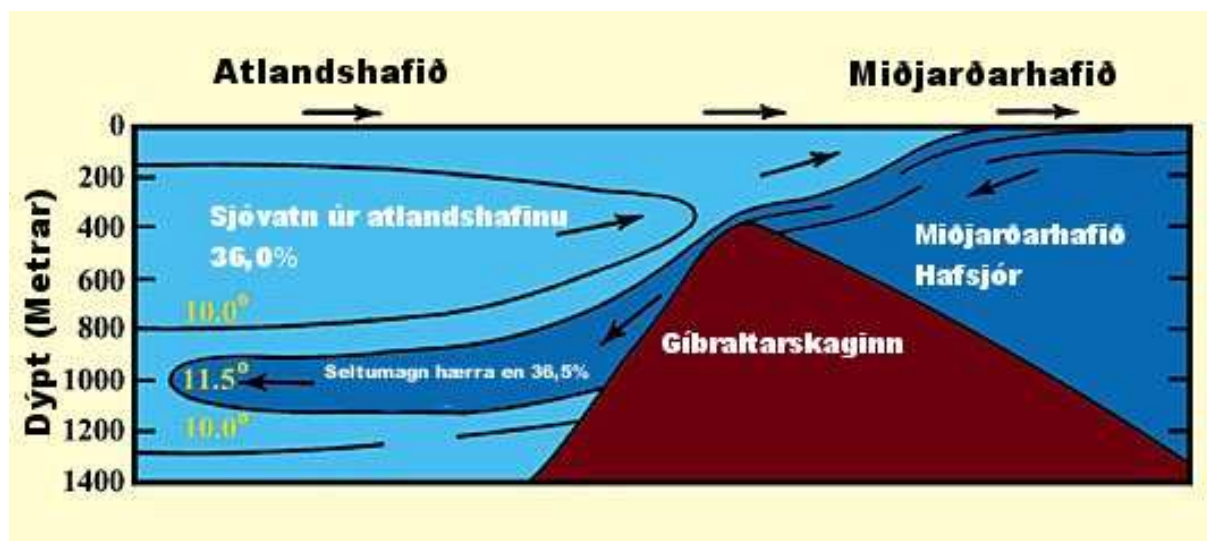 Atlandshafið
Miðjarðarhafið
Dýpt (Metrar)
0
200
400
600
800
1000
1200
1400
Sjóvatn úr atlandshafinu
36,0%
10.0°
11.5°
10.0°
Seltumagn hærra en 36,5%
Gíbraltarskaginn
Miðjarðarhafið
Hafsjór